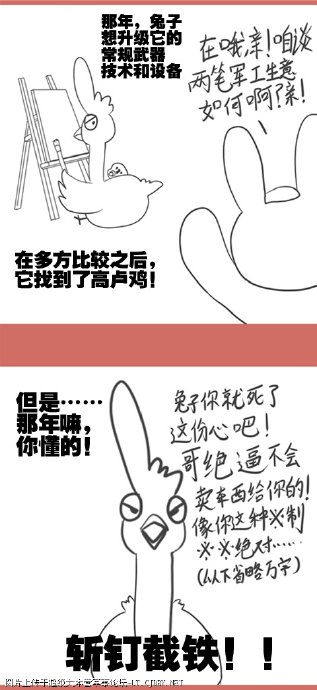 那年,兔子
想升级它的
常规武器
技术和设备
在哦亲!咱谈
两笔军工生意
如何啊?亲!
在多方比较之后,
它找到了高卢鸡!
但是……
那年嘛,
你懂的!
兔子你就死了
这份心吧!
哥绝逼不会
卖东西给你的!
像你这种※制
※※绝对……
(以下省略万字)
斩钉截铁!!